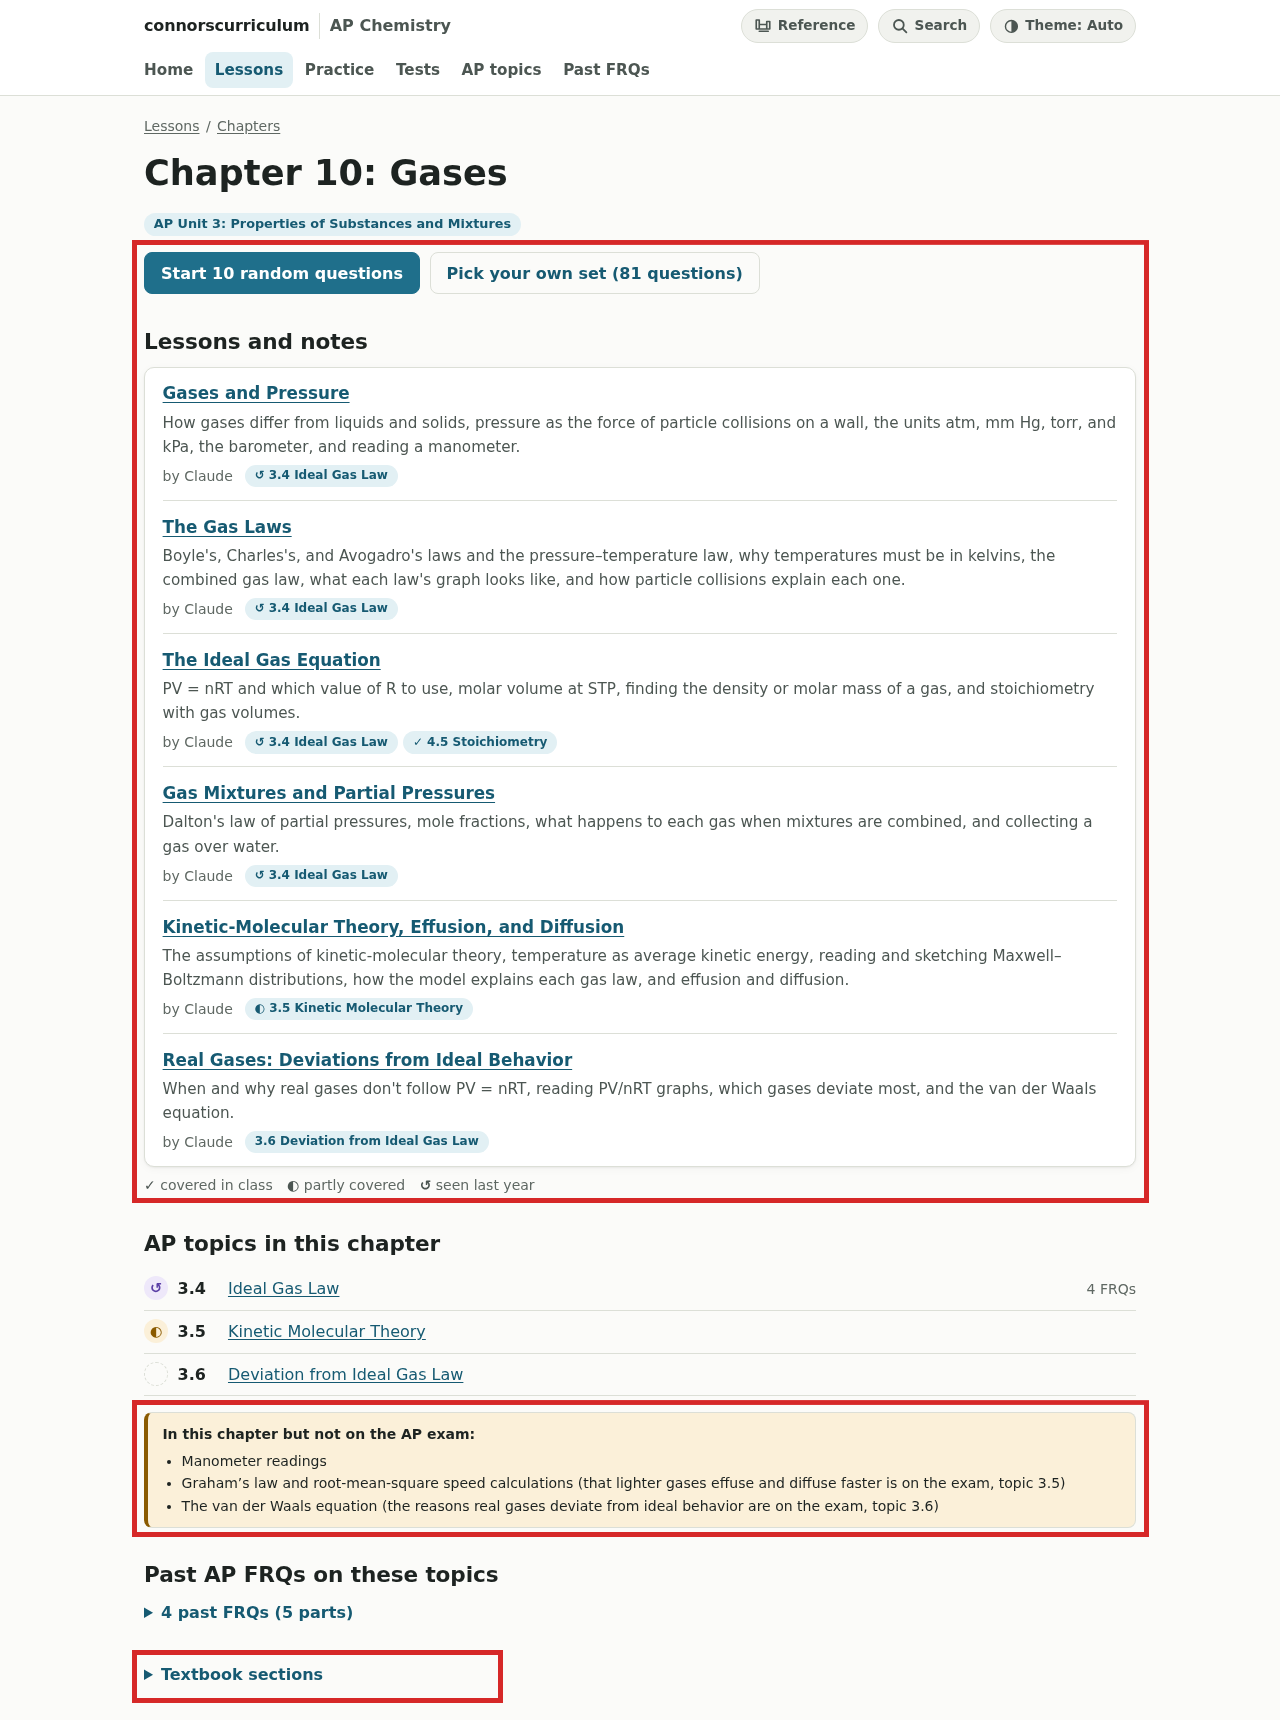 connorscurriculum AP Chemistry Reference Search Theme: Auto
Home Lessons Practice Tests AP topics Past FRQs
Lessons / Chapters
Chapter 10: Gases
AP Unit 3: Properties of Substances and Mixtures
Start 10 random questions Pick your own set (81 questions)
Lessons and notes
Gases and Pressure
How gases differ from liquids and solids, pressure as the force of particle collisions on a wall, the units atm, mm Hg, torr, and
kPa, the barometer, and reading a manometer.
by Claude ↺ 3.4 Ideal Gas Law
The Gas Laws
Boyle's, Charles's, and Avogadro's laws and the pressure–temperature law, why temperatures must be in kelvins, the
combined gas law, what each law's graph looks like, and how particle collisions explain each one.
by Claude ↺ 3.4 Ideal Gas Law
The Ideal Gas Equation
PV = nRT and which value of R to use, molar volume at STP, finding the density or molar mass of a gas, and stoichiometry
with gas volumes.
by Claude ↺ 3.4 Ideal Gas Law ✓ 4.5 Stoichiometry
Gas Mixtures and Partial Pressures
Dalton's law of partial pressures, mole fractions, what happens to each gas when mixtures are combined, and collecting a
gas over water.
by Claude ↺ 3.4 Ideal Gas Law
Kinetic-Molecular Theory, Effusion, and Diffusion
The assumptions of kinetic-molecular theory, temperature as average kinetic energy, reading and sketching Maxwell–
Boltzmann distributions, how the model explains each gas law, and effusion and diffusion.
by Claude ◐ 3.5 Kinetic Molecular Theory
Real Gases: Deviations from Ideal Behavior
When and why real gases don't follow PV = nRT, reading PV/nRT graphs, which gases deviate most, and the van der Waals
equation.
by Claude 3.6 Deviation from Ideal Gas Law
✓ covered in class ◐ partly covered ↺ seen last year
AP topics in this chapter
↺ 3.4 Ideal Gas Law 4 FRQs
◐ 3.5 Kinetic Molecular Theory
3.6 Deviation from Ideal Gas Law
In this chapter but not on the AP exam:
• Manometer readings
• Graham’s law and root-mean-square speed calculations (that lighter gases effuse and diffuse faster is on the exam, topic 3.5)
• The van der Waals equation (the reasons real gases deviate from ideal behavior are on the exam, topic 3.6)
Past AP FRQs on these topics
▶ 4 past FRQs (5 parts)
▶ Textbook sections